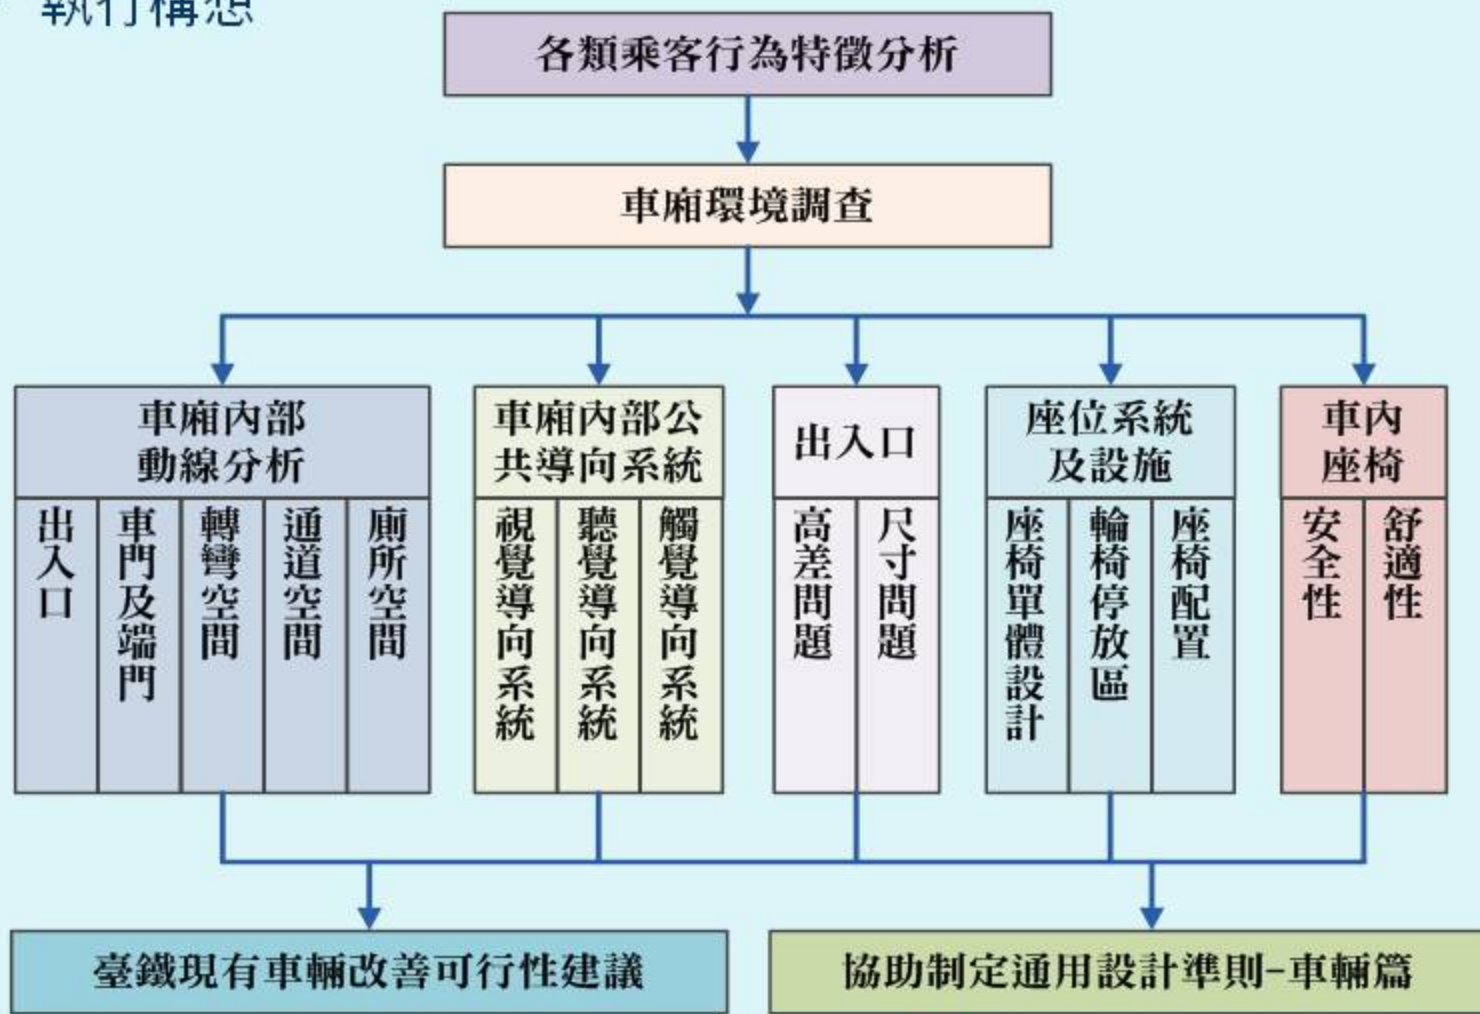 執行構想
各類乘客行為特徵分析
車廂環境調查
車廂內部
動線分析
出入口
車門及端門
轉彎空間
通道空間
廁所空間
車廂內部公
共導向系統
視覺導向系統
聽覺導向系統
觸覺導向系統
出入口
高差問題
尺寸問題
座位系統
及設施
座椅單體設計
輪椅停放區
座椅配置
車內
座椅
安全性
舒適性
臺鐵現有車輛改善可行性建議
協助制定通用設計準則-車輛篇